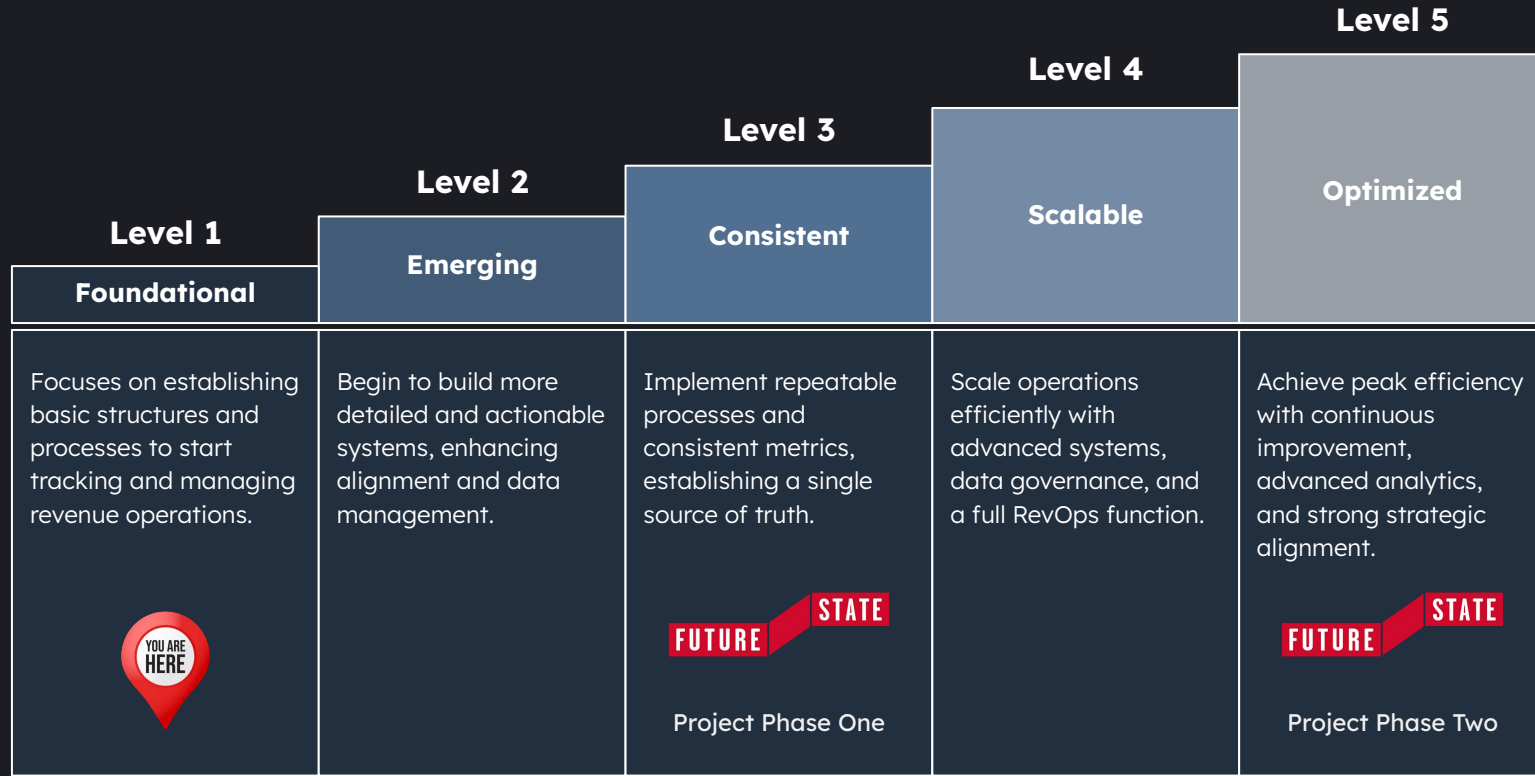 Level 1
Foundational
Focuses on establishing
basic structures and
processes to start
tracking and managing
revenue operations.
YOU ARE
HERE
Level 2
Emerging
Begin to build more
detailed and actionable
systems, enhancing
alignment and data
management.
Level 3
Consistent
Implement repeatable
processes and
consistent metrics,
establishing a single
source of truth.
FUTURE
STATE
Project Phase One
Level 4
Scalable
Scale operations
efficiently with
advanced systems,
data governance, and
a full RevOps function.
Level 5
Optimized
Achieve peak efficiency
with continuous
improvement,
advanced analytics,
and strong strategic
alignment.
FUTURE
STATE
Project Phase Two